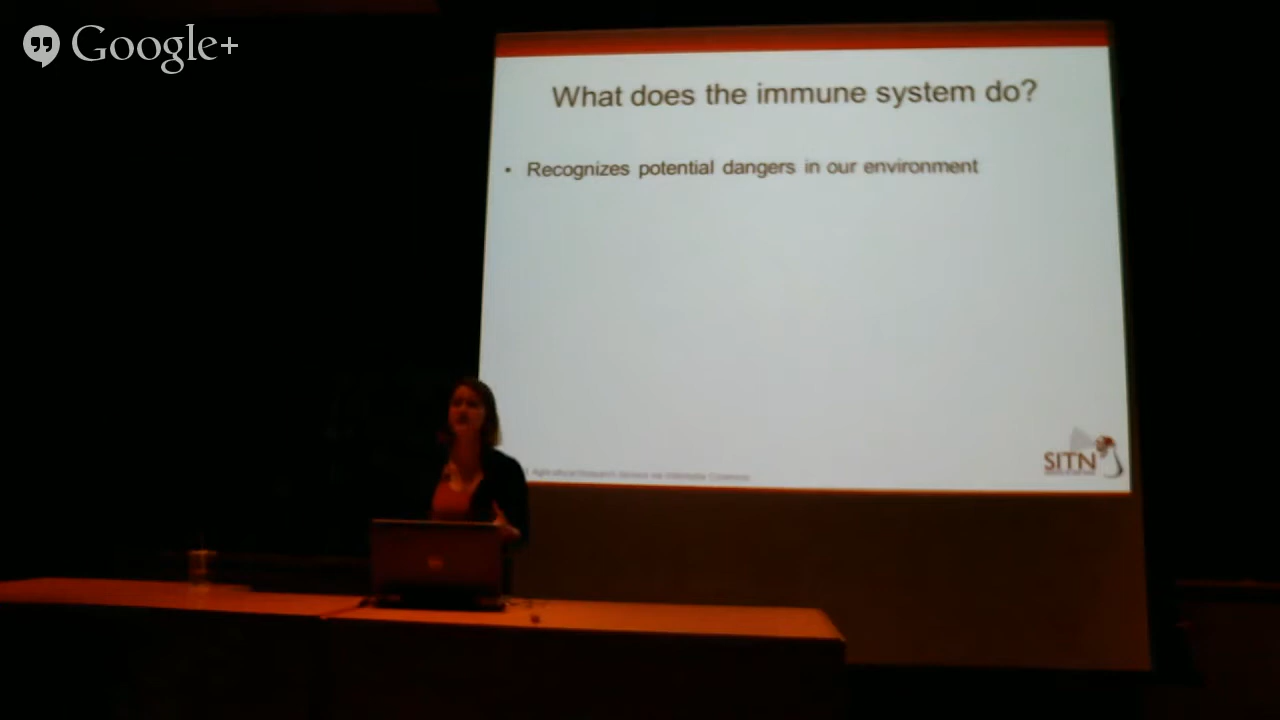 Google+
What does the immune system do?
• Recognizes potential dangers in our environment
SITN